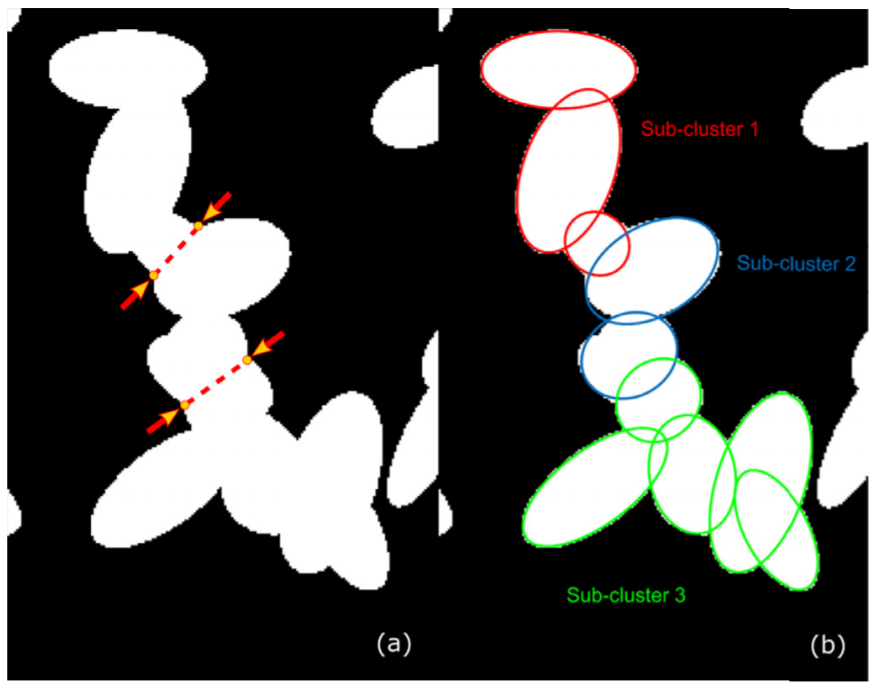 Sub-cluster 1
Sub-cluster 2
Sub-cluster 3
(a)
(b)